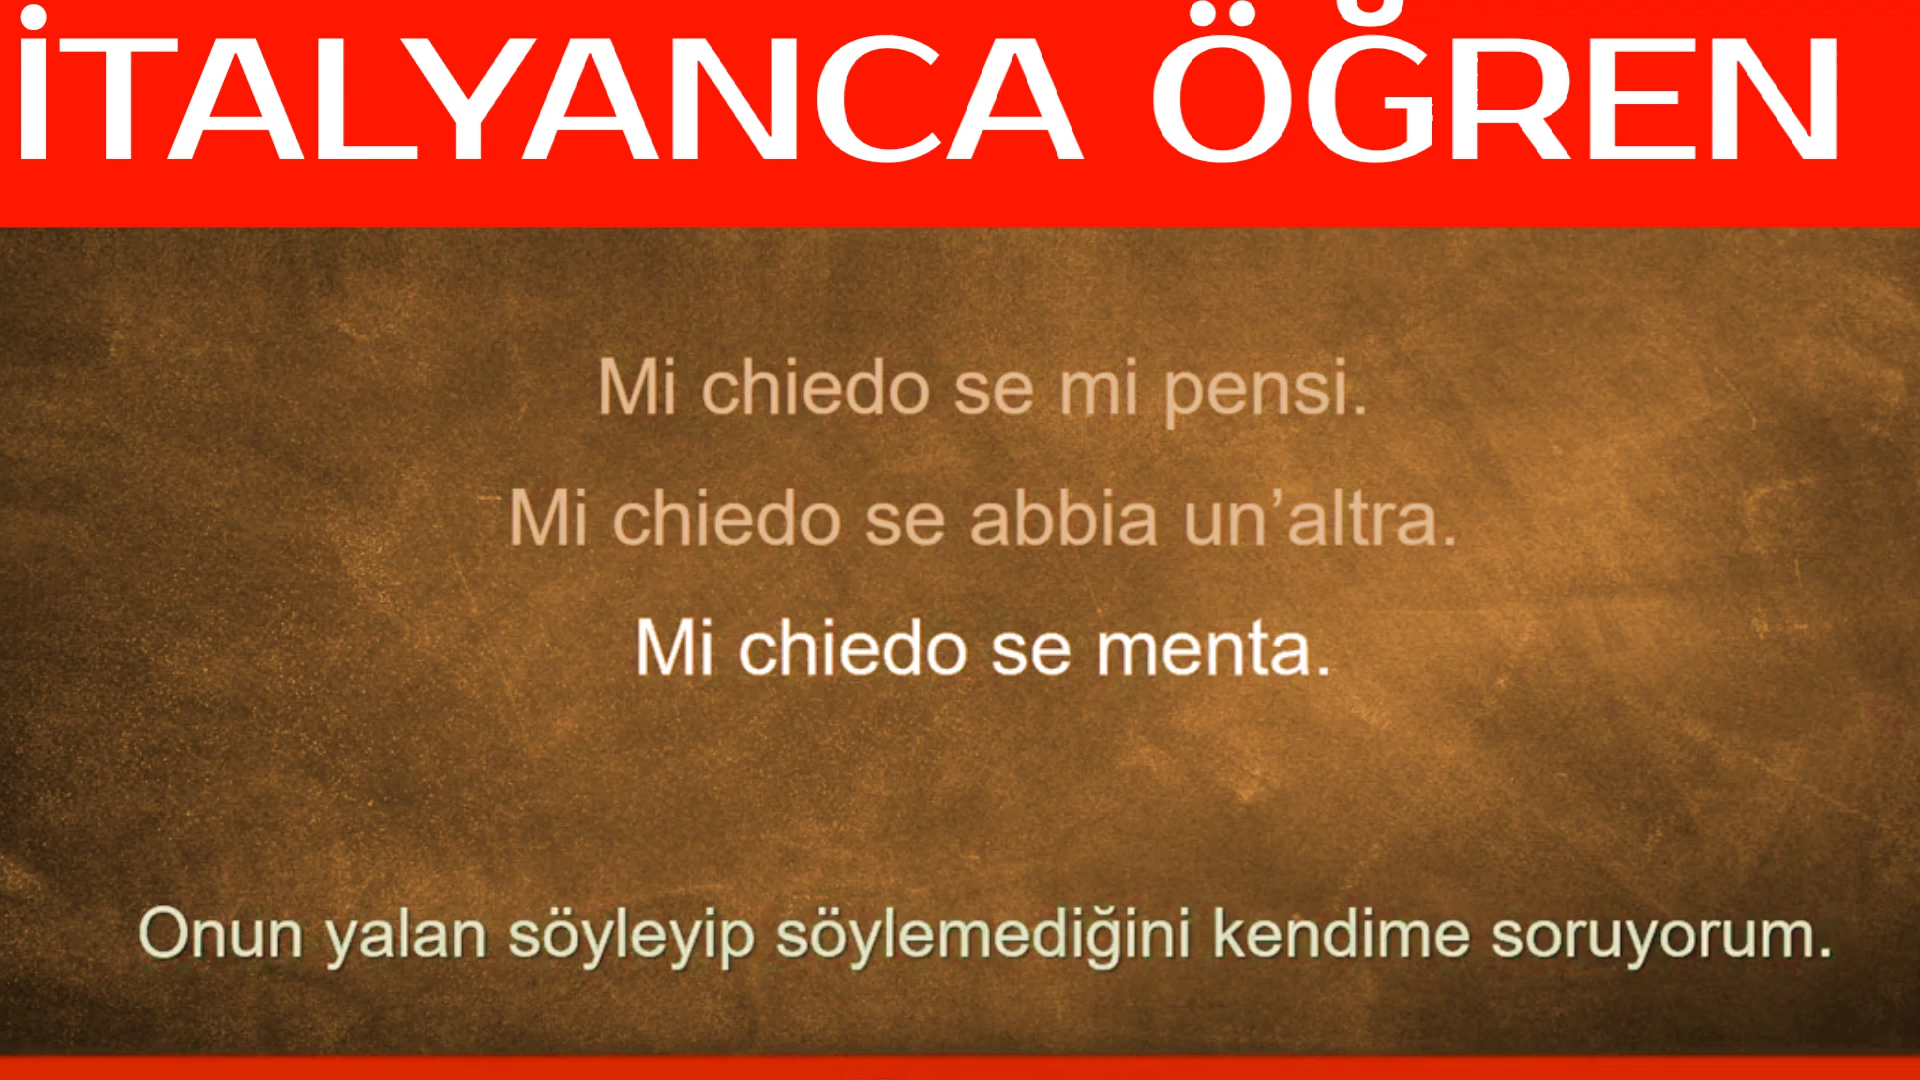 İTALYANCA ÖĞREN
Mi chiedo se mi pensi.
Mi chiedo se abbia un’altra.
Mi chiedo se menta.
Onun yalan söyleyip söylemediğini kendime soruyorum.